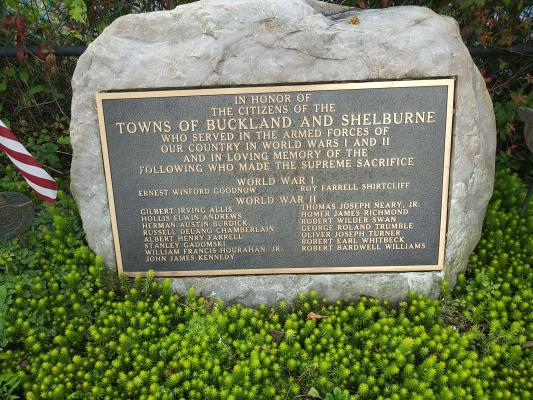 IN HONOR OF
THE CITIZENS OF THE
TOWNS OF BUCKLAND AND SHELBURNE
WHO SERVED IN THE ARMED FORCES OF
OUR COUNTRY IN WORLD WARS I AND II
AND IN LOVING MEMORY OF THE
FOLLOWING WHO MADE THE SUPREME SACRIFICE
WORLD WAR I
ERNEST WINFORD GOODNOW ROY FARRELL SHIRTCLIFF
WORLD WAR II
GILBERT IRVING ALLIS
HOLLIS ELWIN ANDREWS
HERMAN AUSTIN BURDICK
RUSSELL DELANO CHAMBERLAIN
ALBERT HENRY FARRELL
STANLEY GADOMSKI
WILLIAM FRANCIS HOURAHAN, JR.
JOHN JAMES KENNEDY
THOMAS JOSEPH NEARY, JR.
HOMER JAMES RICHMOND
ROBERT WILDER SWAN
GEORGE ROLAND TRUMBLE
OLIVER JOSEPH TURNER
ROBERT EARL WHITBECK
ROBERT BARDWELL WILLIAMS